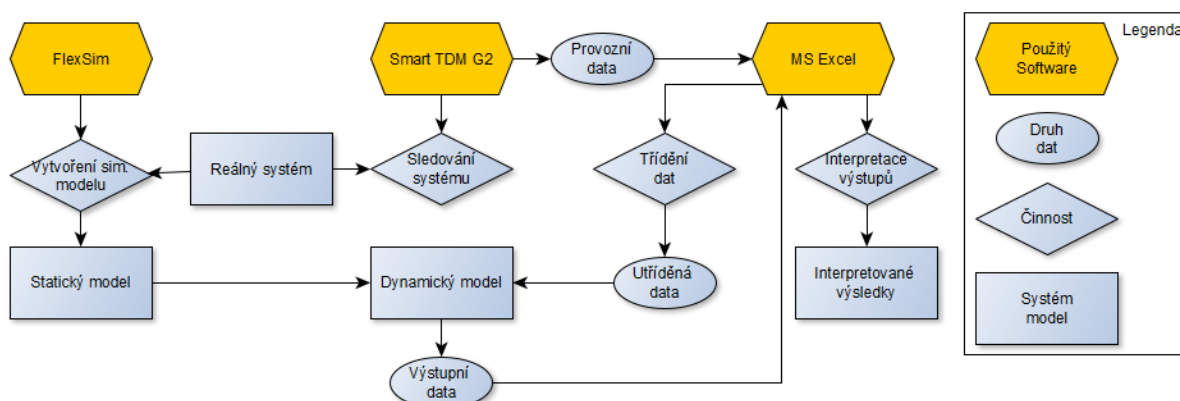 FlexSim
Smart TDM G2
Provozní
data
MS Excel
Vytvoření sim.
modelu
Reálný systém
Sledování
systému
Třídění
dat
Interpretace
výstupů
Statický model
Dynamický model
Utříděná
data
Interpretované
výsledky
Výstupní
data
Legenda
Použitý
Software
Druh
dat
Činnost
Systém
model